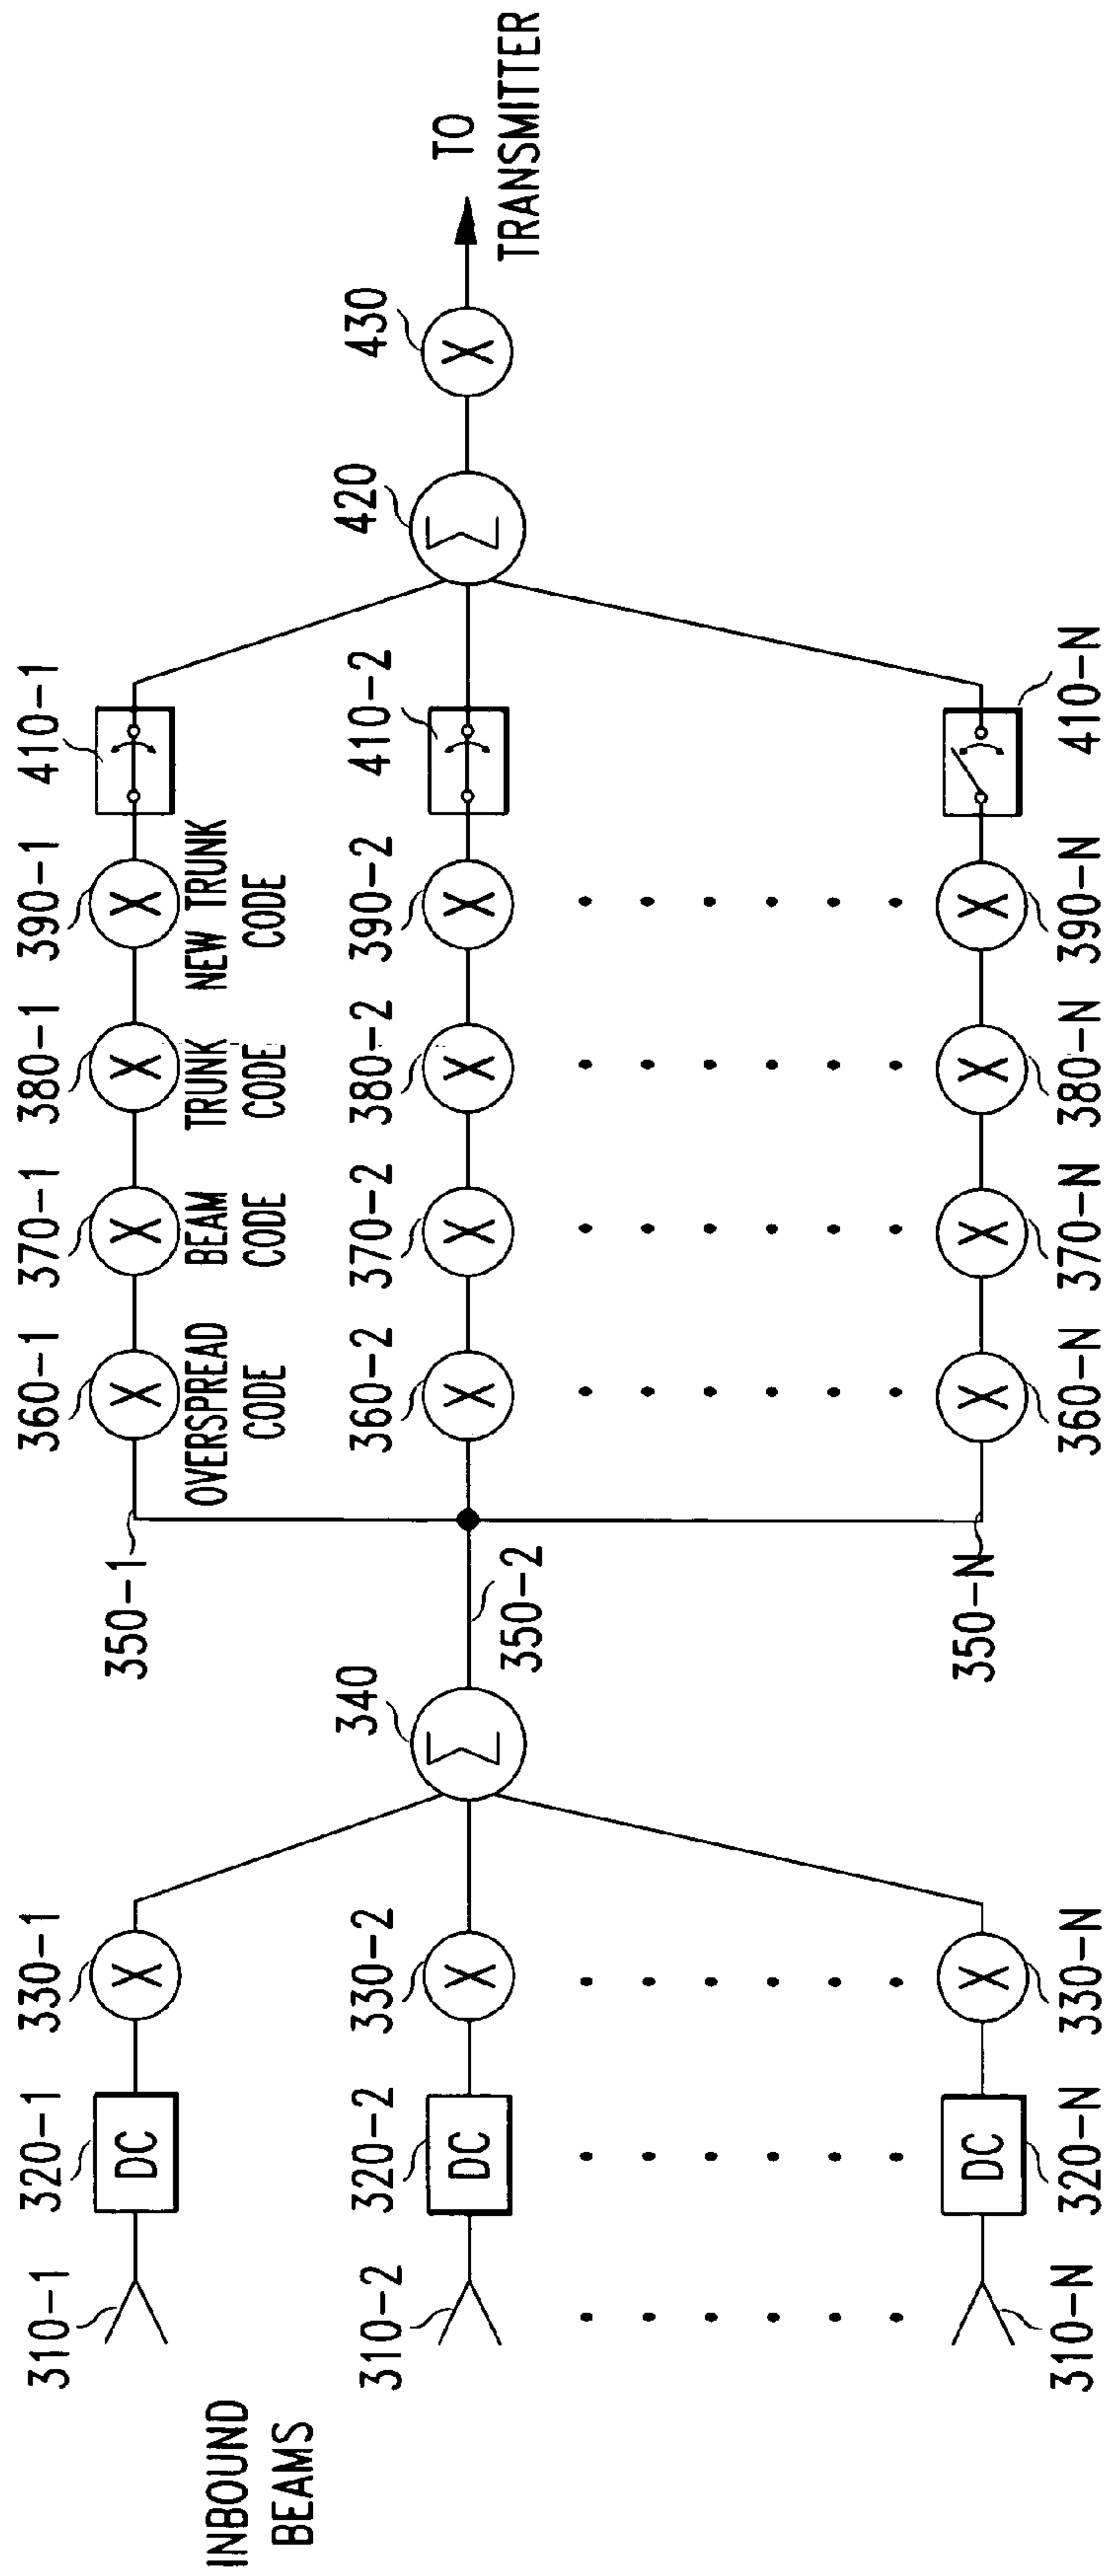 INBOUND
BEAMS
310-1
320-1
330-1
DC
X
310-2
320-2
330-2
DC
X
310-N
320-N
330-N
DC
X
340
Σ
350-1
350-2
350-N
360-1
370-1
380-1
390-1
410-1
X
X
X
X
OVERSPREAD
CODE
BEAM
CODE
TRUNK
CODE
NEW TRUNK
CODE
360-2
370-2
380-2
390-2
410-2
X
X
X
X
360-N
370-N
380-N
390-N
410-N
X
X
X
X
420
Σ
430
X
TO
TRANSMITTER